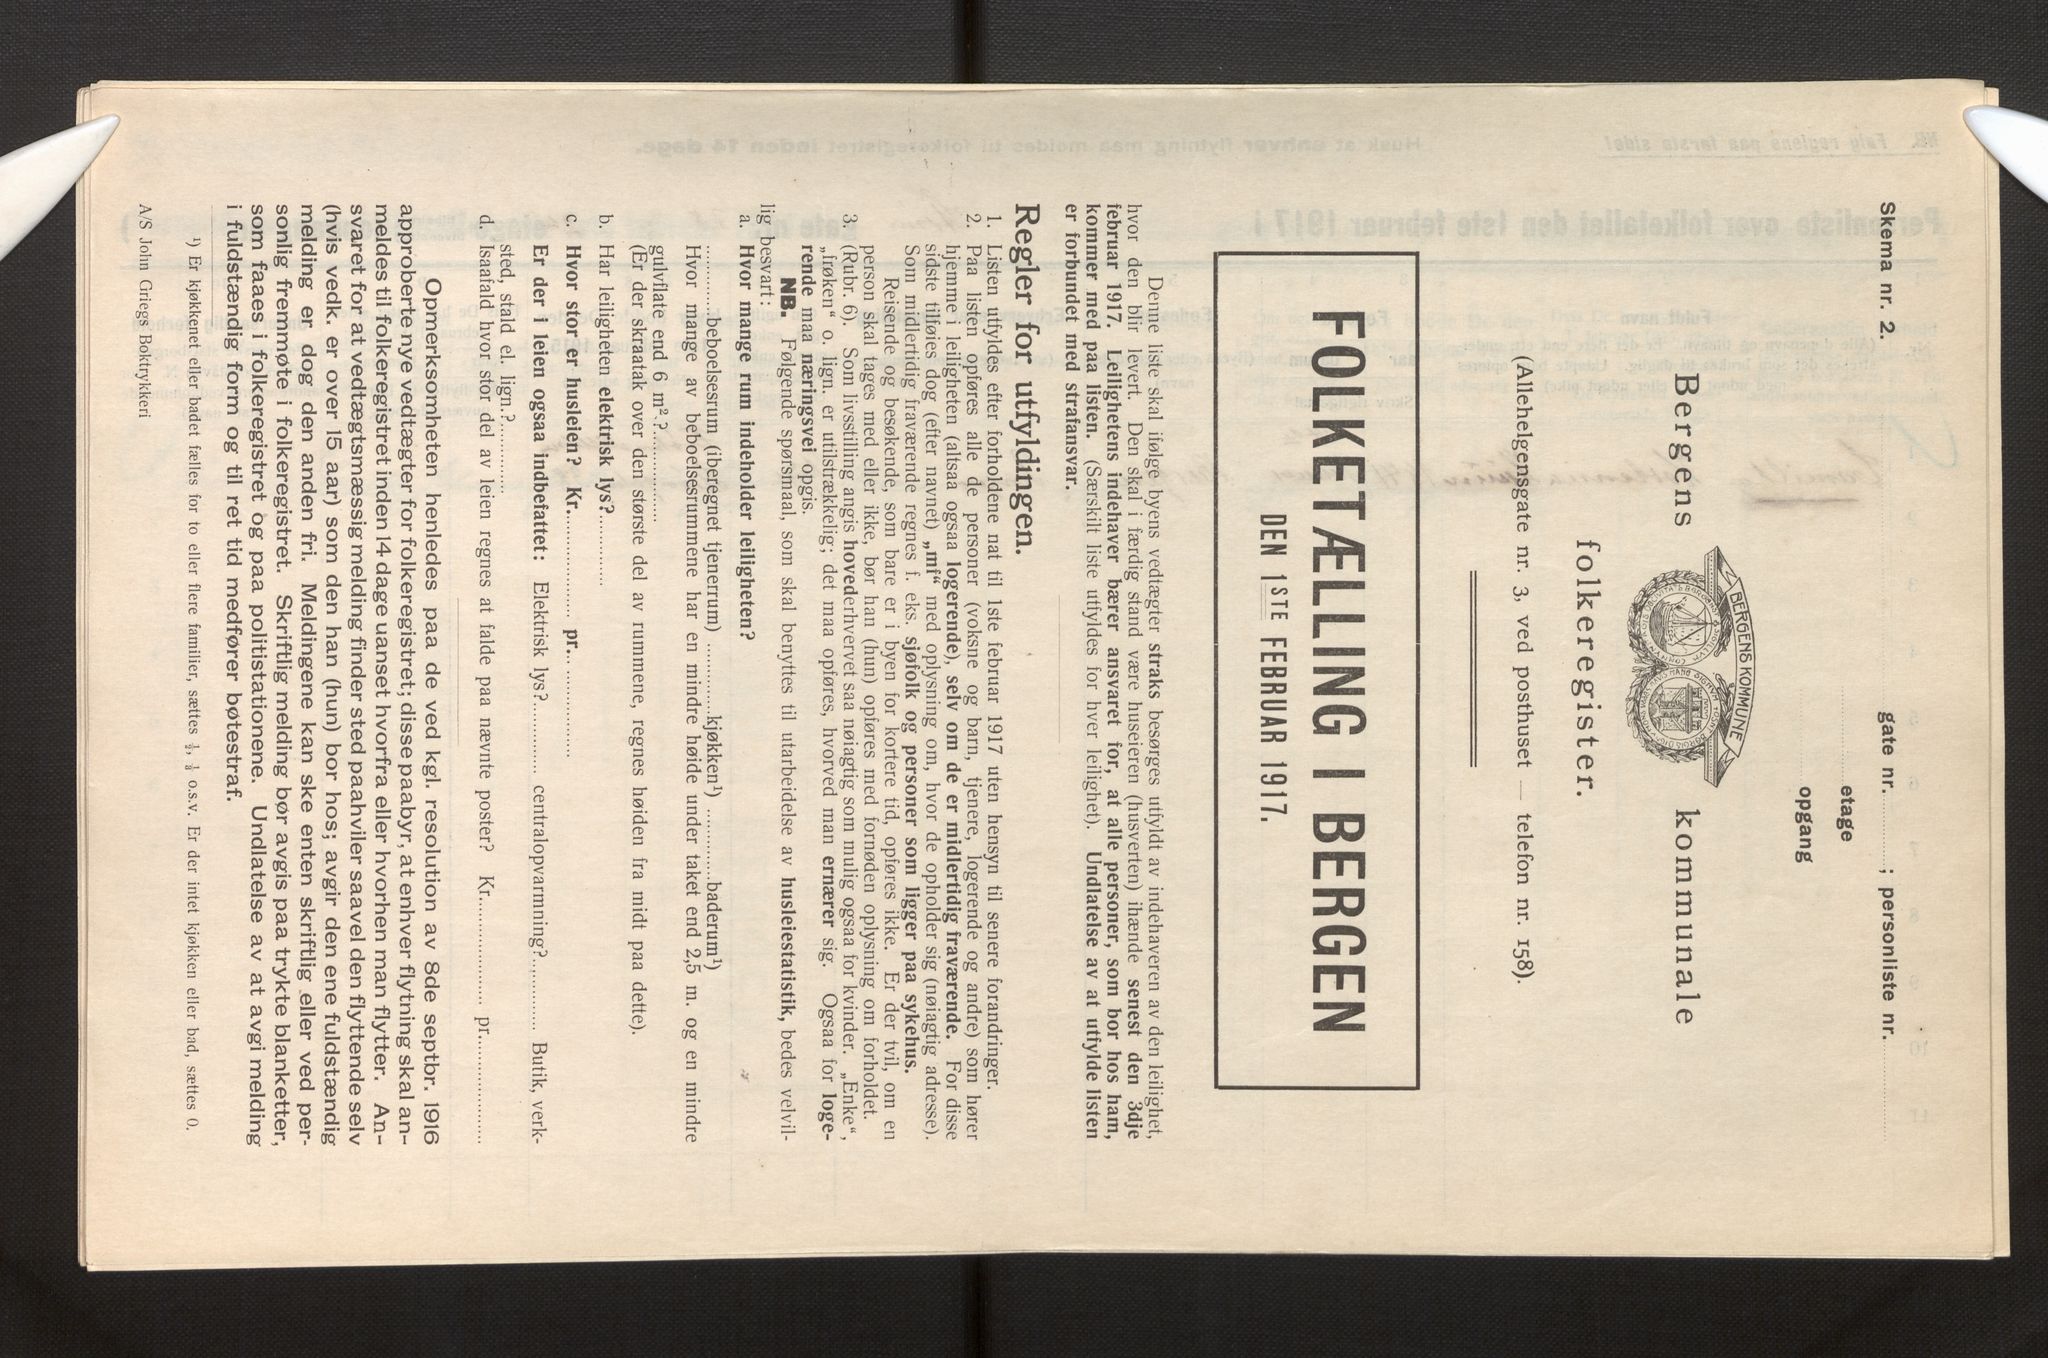 Skema nr. 2.
gate nr. ; personliste nr.
etage
opgang
Bergens kommunale
BERGENS KOMMUNE
folkeregister.
(Allehelgensgate nr. 3, ved posthuset — telefon nr. 158).
FOLKETÆLLING I BERGEN
DEN 1STE FEBRUAR 1917.
Denne liste skal ifølge byens vedtægter straks besørges utfyldt av indehaveren av den leilighet,
hvor den blir levert. Den skal i færdig stand være huseieren (husverten) ihænde senest den 3dje
februar 1917. Leilighetens indehaver bærer ansvaret for, at alle personer, som bor hos ham,
kommer med paa listen. (Særskilt liste utfyldes for hver leilighet). Undlatelse av at utfylde listen
er forbundet med strafansvar.
Regler for utfyldingen.
1. Listen utfyldes efter forholdene nat til 1ste februar 1917 uten hensyn til senere forandringer.
2. Paa listen opføres alle de personer (voksne og barn, tjenere, logerende og andre) som hører
hjemme i leiligheten (altsaa ogsaa logerende), selv om de er midlertidig fraværende. For disse
sidste tilføies dog (efter navnet) „mf“ med oplysning om, hvor de opholder sig (nøiagtig adresse).
Som midlertidig fraværende regnes f. eks. sjøfolk og personer som ligger paa sykehus.
Reisende og besøkende, som bare er i byen for kortere tid, opføres ikke. Er der tvil, om en
person skal tages med eller ikke, bør han (hun) opføres med fornøden oplysning om forholdet.
3. (Rubr. 6). Som livsstilling angis hovederhvervet saa nøiagtig som mulig ogsaa for kvinder. „Enke“,
„frøken“ o. lign. er utilstrækkelig; det maa opføres, hvorved man ernærer sig. Ogsaa for loge-
rende maa næringsvei opgis.
NB. Følgende spørsmaal, som skal benyttes til utarbeidelse av husleiestatistik, bedes velvil-
lig besvart:
a. Hvor mange rum indeholder leiligheten?
............beboelsesrum (iberegnet tjenerrum) ............kjøkken¹) ............baderum¹)
Hvor mange av beboelsesrummene har en mindre høide under taket end 2,5 m. og en mindre
gulvflate end 6 m²?............
(Er der skraatak over den største del av rummene, regnes høiden fra midt paa dette).
b. Har leiligheten elektrisk lys?............
c. Hvor stor er husleien? Kr............ pr............
Er der i leien ogsaa indbefattet: Elektrisk lys?............ centralopvarmning?............ Butik, verk-
sted, stald el. lign.?............
d. Isaafald hvor stor del av leien regnes at falde paa nævnte poster? Kr............ pr............
Opmerksomheten henledes paa de ved kgl. resolution av 8de septbr. 1916
approberte nye vedtægter for folkeregistret; disse paabyr, at enhver flytning skal an-
meldes til folkeregistret inden 14 dage uanset hvorfra eller hvorhen man flytter. An-
svaret for at vedtægtsmæssig melding finder sted paahviler saavel den flyttende selv
(hvis vedk. er over 15 aar) som den han (hun) bor hos; avgir den ene fuldstændig
melding er dog den anden fri. Meldingene kan ske enten skriftlig eller ved per-
sonlig fremmøte i folkeregistret. Skriftlig melding bør avgis paa trykte blanketter,
som faaes i folkeregistret og paa politistationene. Undlatelse av at avgi melding
i fuldstændig form og til ret tid medfører bøtestraf.
¹) Er kjøkkenet eller badet fælles for to eller flere familier, sættes ½, ⅓ o.s.v. Er der intet kjøkken eller bad, sættes 0.
A/S John Griegs Boktrykkeri